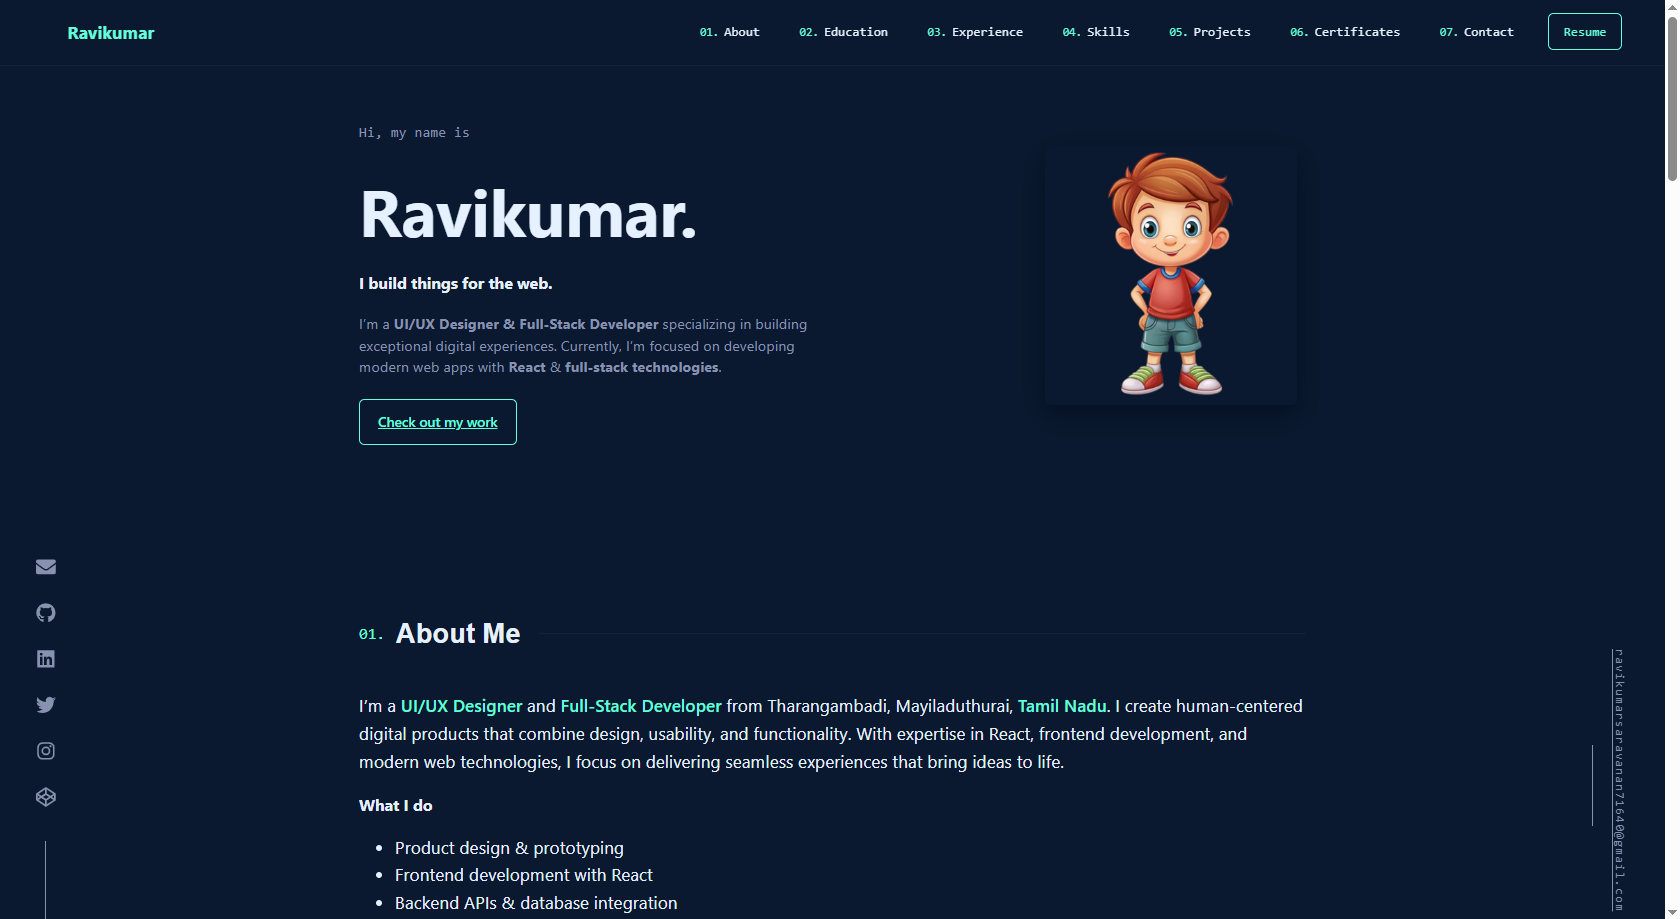 Ravikumar
01. About 02. Education 03. Experience 04. Skills 05. Projects 06. Certificates 07. Contact Resume
Hi, my name is
Ravikumar.
I build things for the web.
I'm a UI/UX Designer & Full-Stack Developer specializing in building
exceptional digital experiences. Currently, I'm focused on developing
modern web apps with React & full-stack technologies.
Check out my work
01. About Me
I'm a UI/UX Designer and Full-Stack Developer from Tharangambadi, Mayiladuthurai, Tamil Nadu. I create human-centered
digital products that combine design, usability, and functionality. With expertise in React, frontend development, and
modern web technologies, I focus on delivering seamless experiences that bring ideas to life.
What I do
• Product design & prototyping
• Frontend development with React
• Backend APIs & database integration
ravikumarsaravanan71640@gmail.com